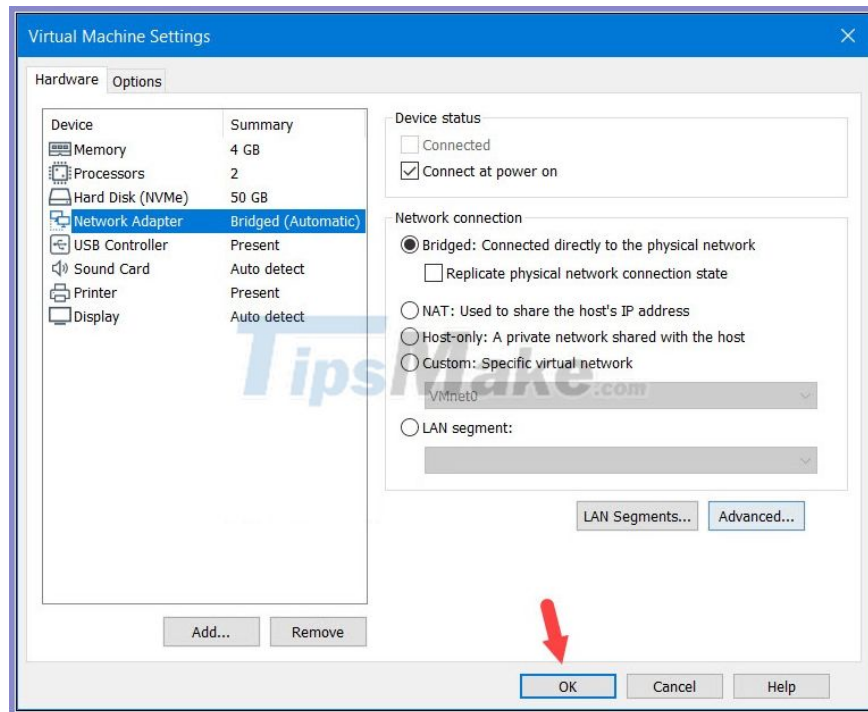 Virtual Machine Settings
Hardware Options
Device Summary
Memory 4 GB
Processors 2
Hard Disk (NVMe) 50 GB
Network Adapter Bridged (Automatic)
USB Controller Present
Sound Card Auto detect
Printer Present
Display Auto detect
Add... Remove
Device status
Connected
Connect at power on
Network connection
Bridged: Connected directly to the physical network
Replicate physical network connection state
NAT: Used to share the host's IP address
Host-only: A private network shared with the host
Custom: Specific virtual network
VMnet0
LAN segment:
LAN Segments... Advanced...
TipsMake.com
OK Cancel Help